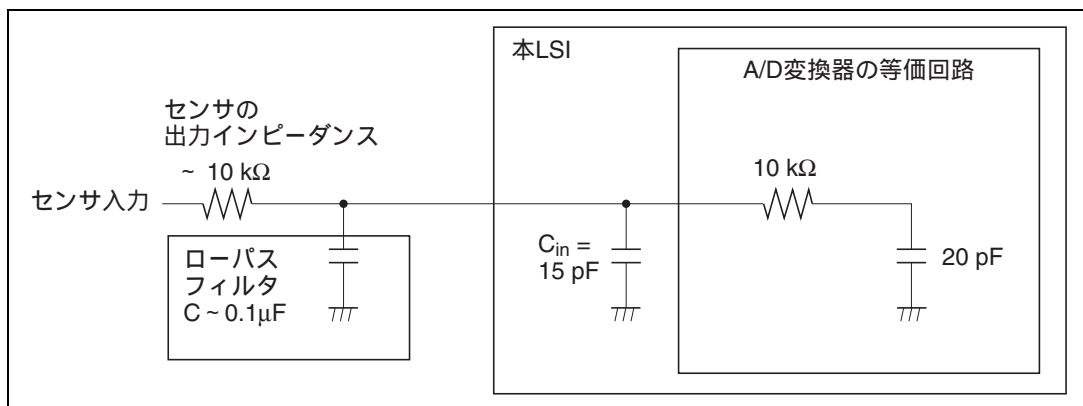 本LSI
A/D変換器の等価回路
センサの
出力インピーダンス
~ 10 kΩ
10 kΩ
センサ入力
ローパス
フィルタ
C ~ 0.1μF
Cin =
15 pF
20 pF